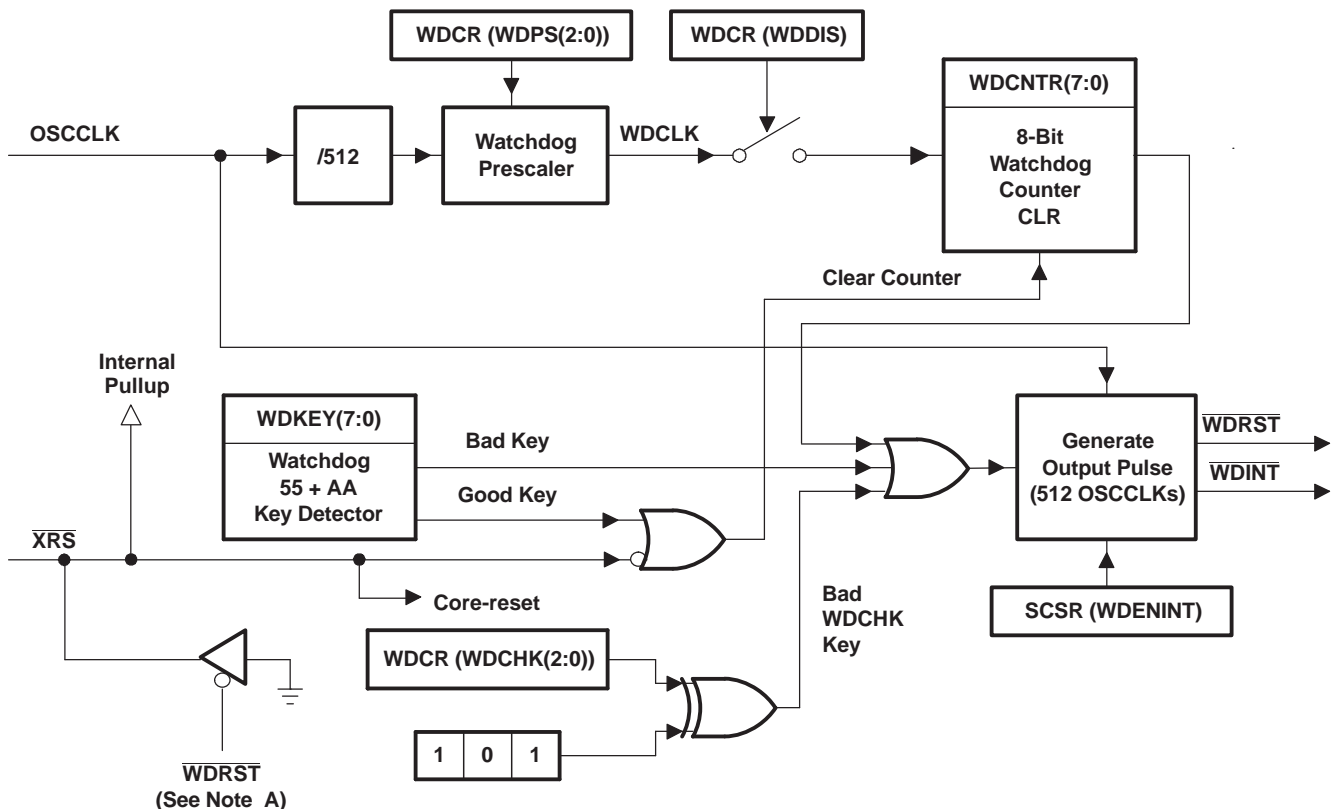 WDCR (WDPS(2:0))
WDCR (WDDIS)
WDCNTR(7:0)
OSCCLK
/512
Watchdog
Prescaler
WDCLK
8-Bit
Watchdog
Counter
CLR
Clear Counter
Internal
Pullup
WDKEY(7:0)
Watchdog
55 + AA
Key Detector
Bad Key
Good Key
Generate
Output Pulse
(512 OSCCLKs)
WDRST
WDINT
XRS
Core-reset
SCSR (WDENINT)
Bad
WDCHK
Key
WDCR (WDCHK(2:0))
1 0 1
WDRST
(See Note A)